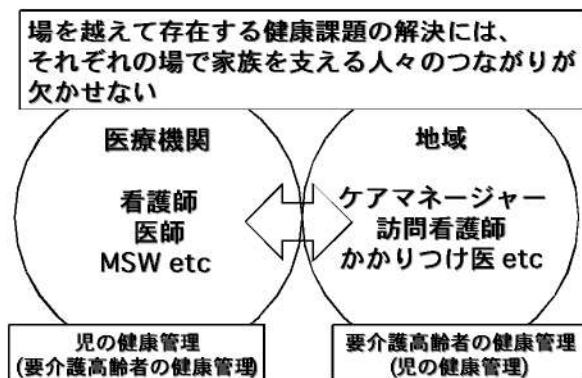 場を越えて存在する健康課題の解決には、
それぞれの場で家族を支える人々のつながりが
欠かせない
医療機関
看護師
医師
MSW etc
地域
ケアマネージャー
訪問看護師
かかりつけ医 etc
児の健康管理
(要介護高齢者の健康管理)
要介護高齢者の健康管理
(児の健康管理)